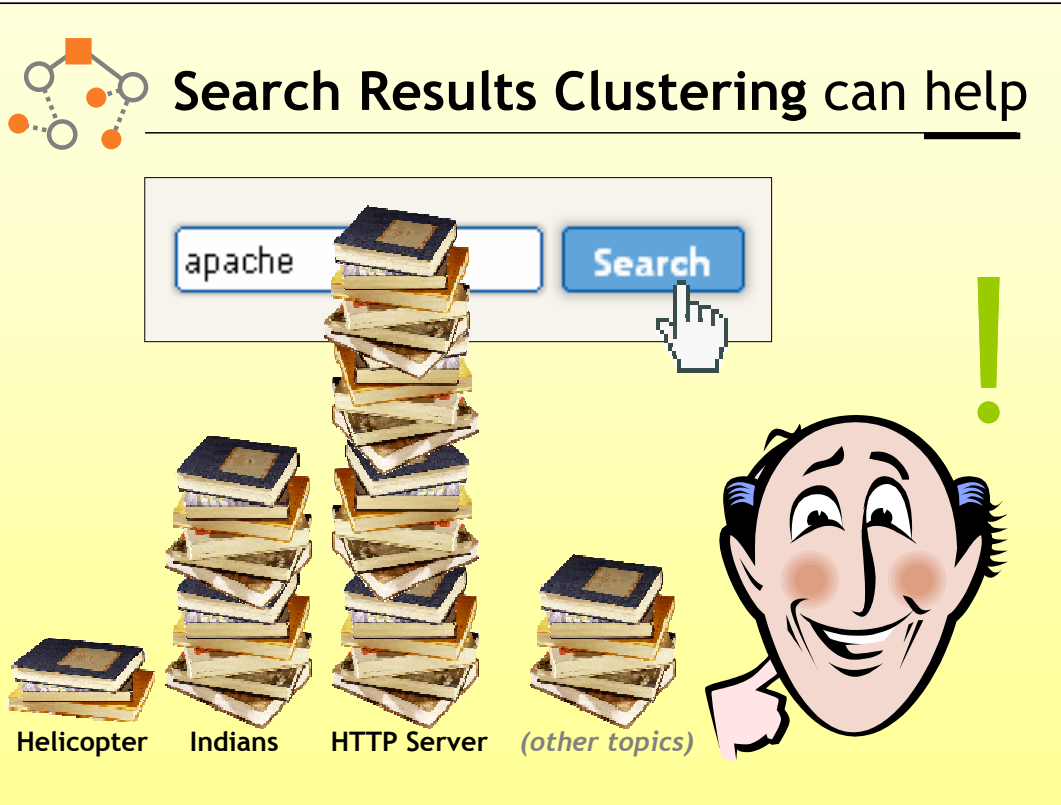 Search Results Clustering can help
apache
Search
!
Helicopter
Indians
HTTP Server
(other topics)